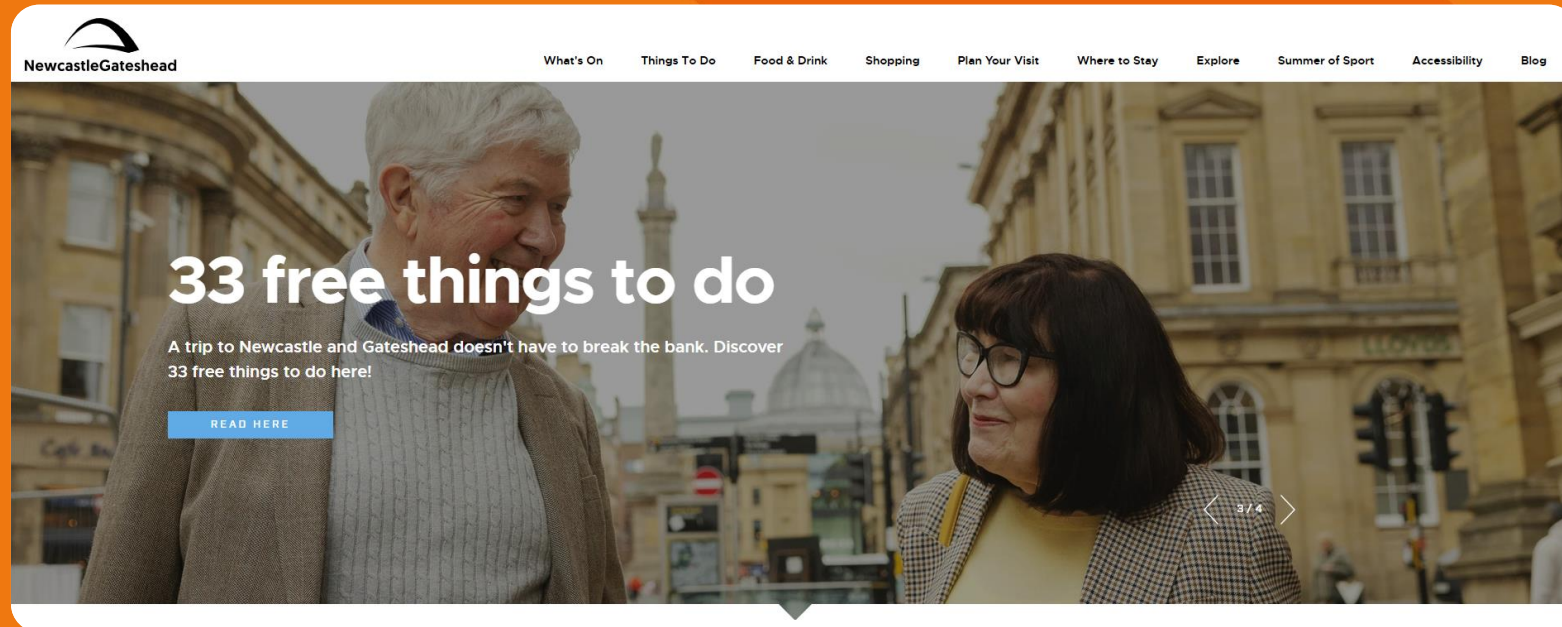 NewcastleGateshead
What's On
Things To Do
Food & Drink
Shopping
Plan Your Visit
Where to Stay
Explore
Summer of Sport
Accessibility
Blog
33 free things to do
A trip to Newcastle and Gateshead doesn't have to break the bank. Discover
33 free things to do here!
READ HERE
LLOYDS
3 / 4